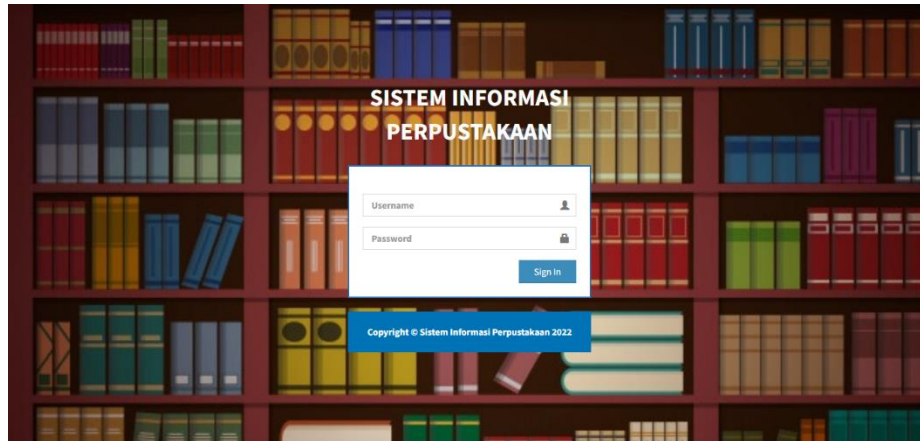 SISTEM INFORMASI
PERPUSTAKAAN
Username
Password
Sign In
Copyright © Sistem Informasi Perpustakaan 2022